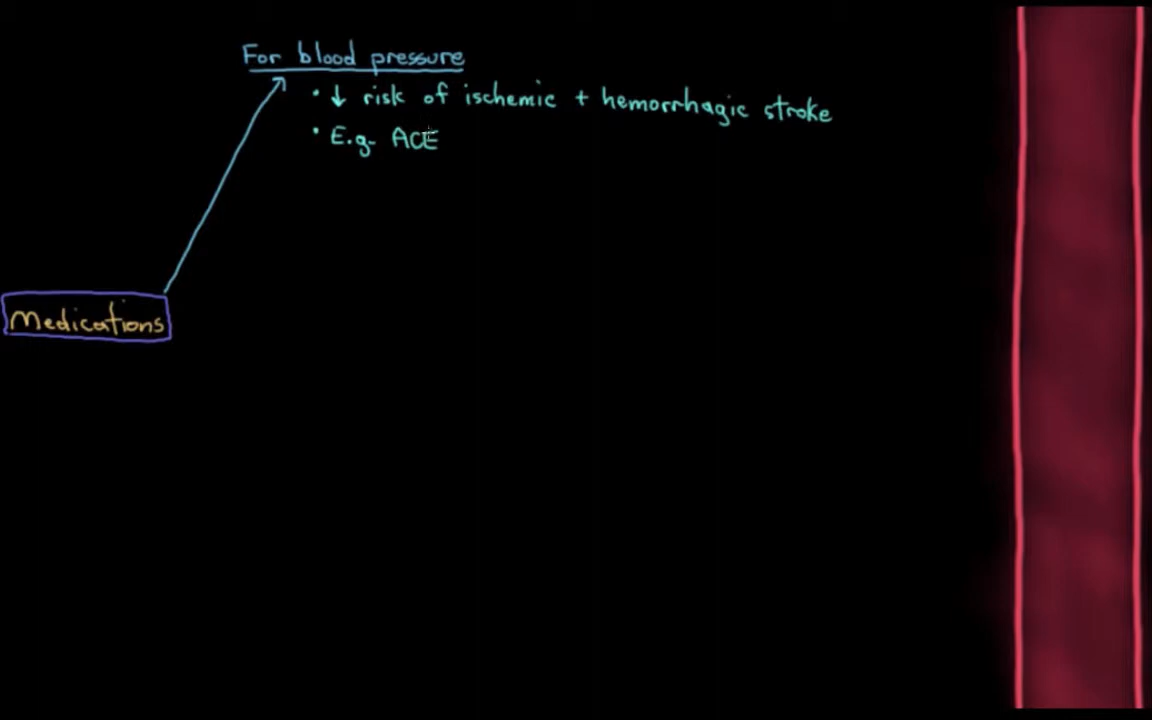 For blood pressure
• ↓ risk of ischemic + hemorrhagic stroke
• E.g. ACE
Medications